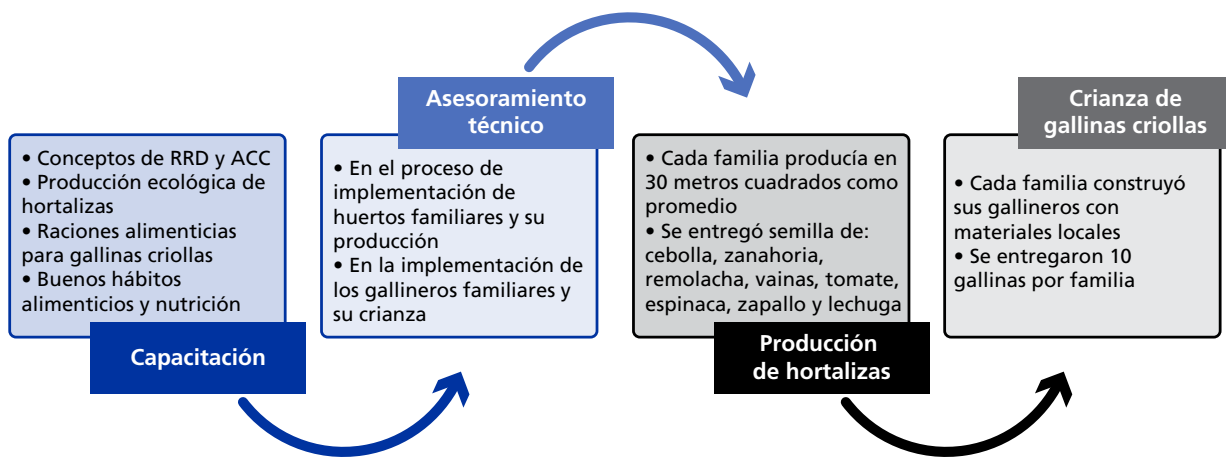 • Conceptos de RRD y ACC
• Producción ecológica de
hortalizas
• Raciones alimenticias
para gallinas criollas
• Buenos hábitos
alimenticios y nutrición
Capacitación
Asesoramiento
técnico
• En el proceso de
implementación de
huertos familiares y su
producción
• En la implementación de
los gallineros familiares y
su crianza
• Cada familia producía en
30 metros cuadrados como
promedio
• Se entregó semilla de:
cebolla, zanahoria,
remolacha, vainas, tomate,
espinaca, zapallo y lechuga
Producción
de hortalizas
Crianza de
gallinas criollas
• Cada familia construyó
sus gallineros con
materiales locales
• Se entregaron 10
gallinas por familia